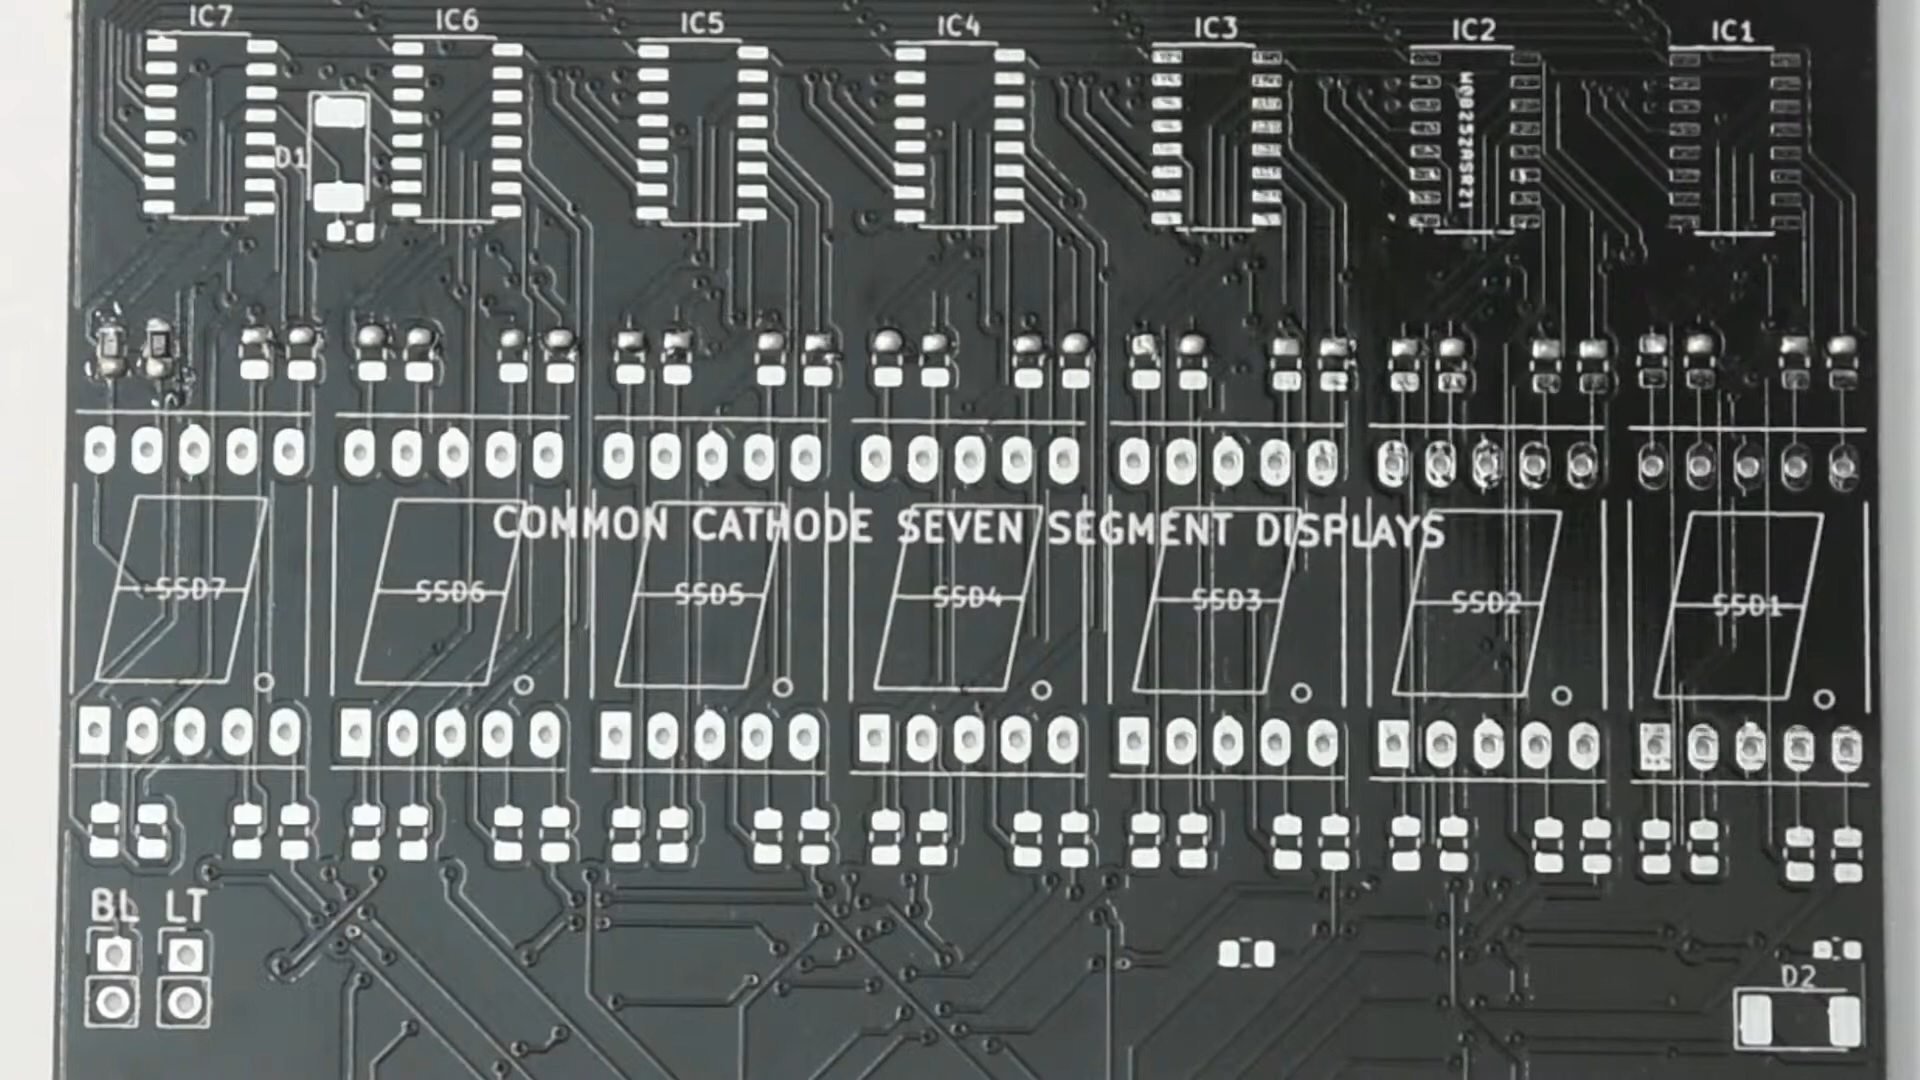 IC7 IC6 IC5 IC4 IC3 IC2 IC1
D1
COMMON CATHODE SEVEN SEGMENT DISPLAYS
SSD7 SSD6 SSD5 SSD4 SSD3 SSD2 SSD1
BL LT
D2